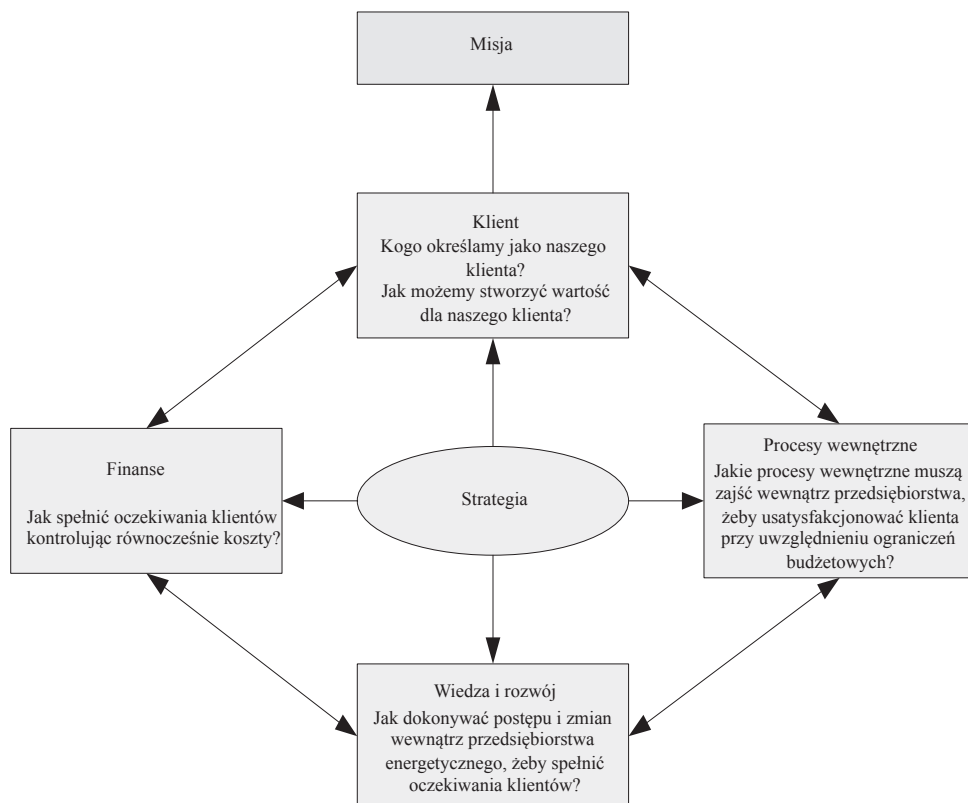 Misja
Klient
Kogo określamy jako naszego
klienta?
Jak możemy stworzyć wartość
dla naszego klienta?
Finanse
Jak spełnić oczekiwania klientów
kontrolując równocześnie koszty?
Strategia
Procesy wewnętrzne
Jakie procesy wewnętrzne muszą
zajść wewnątrz przedsiębiorstwa,
żeby usatysfakcjonować klienta
przy uwzględnieniu ograniczeń
budżetowych?
Wiedza i rozwój
Jak dokonywać postępu i zmian
wewnątrz przedsiębiorstwa
energetycznego, żeby spełnić
oczekiwania klientów?